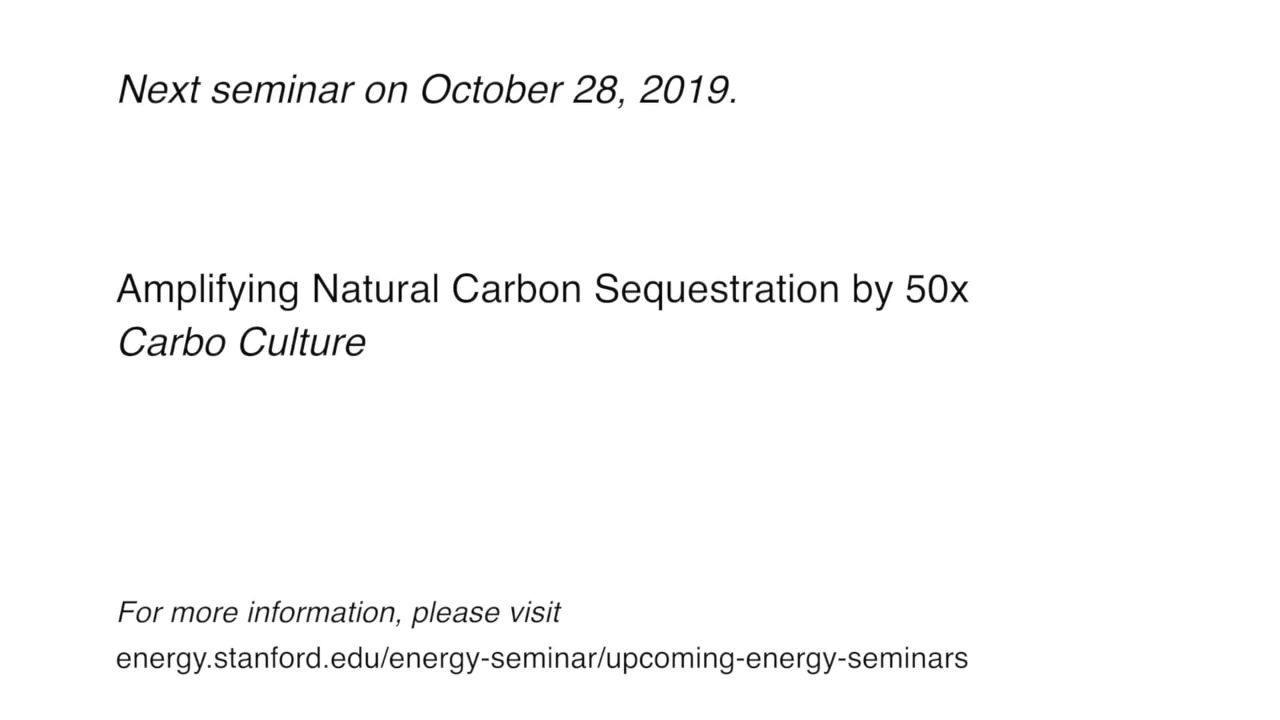 Next seminar on October 28, 2019.
Amplifying Natural Carbon Sequestration by 50x
Carbo Culture
For more information, please visit
energy.stanford.edu/energy-seminar/upcoming-energy-seminars